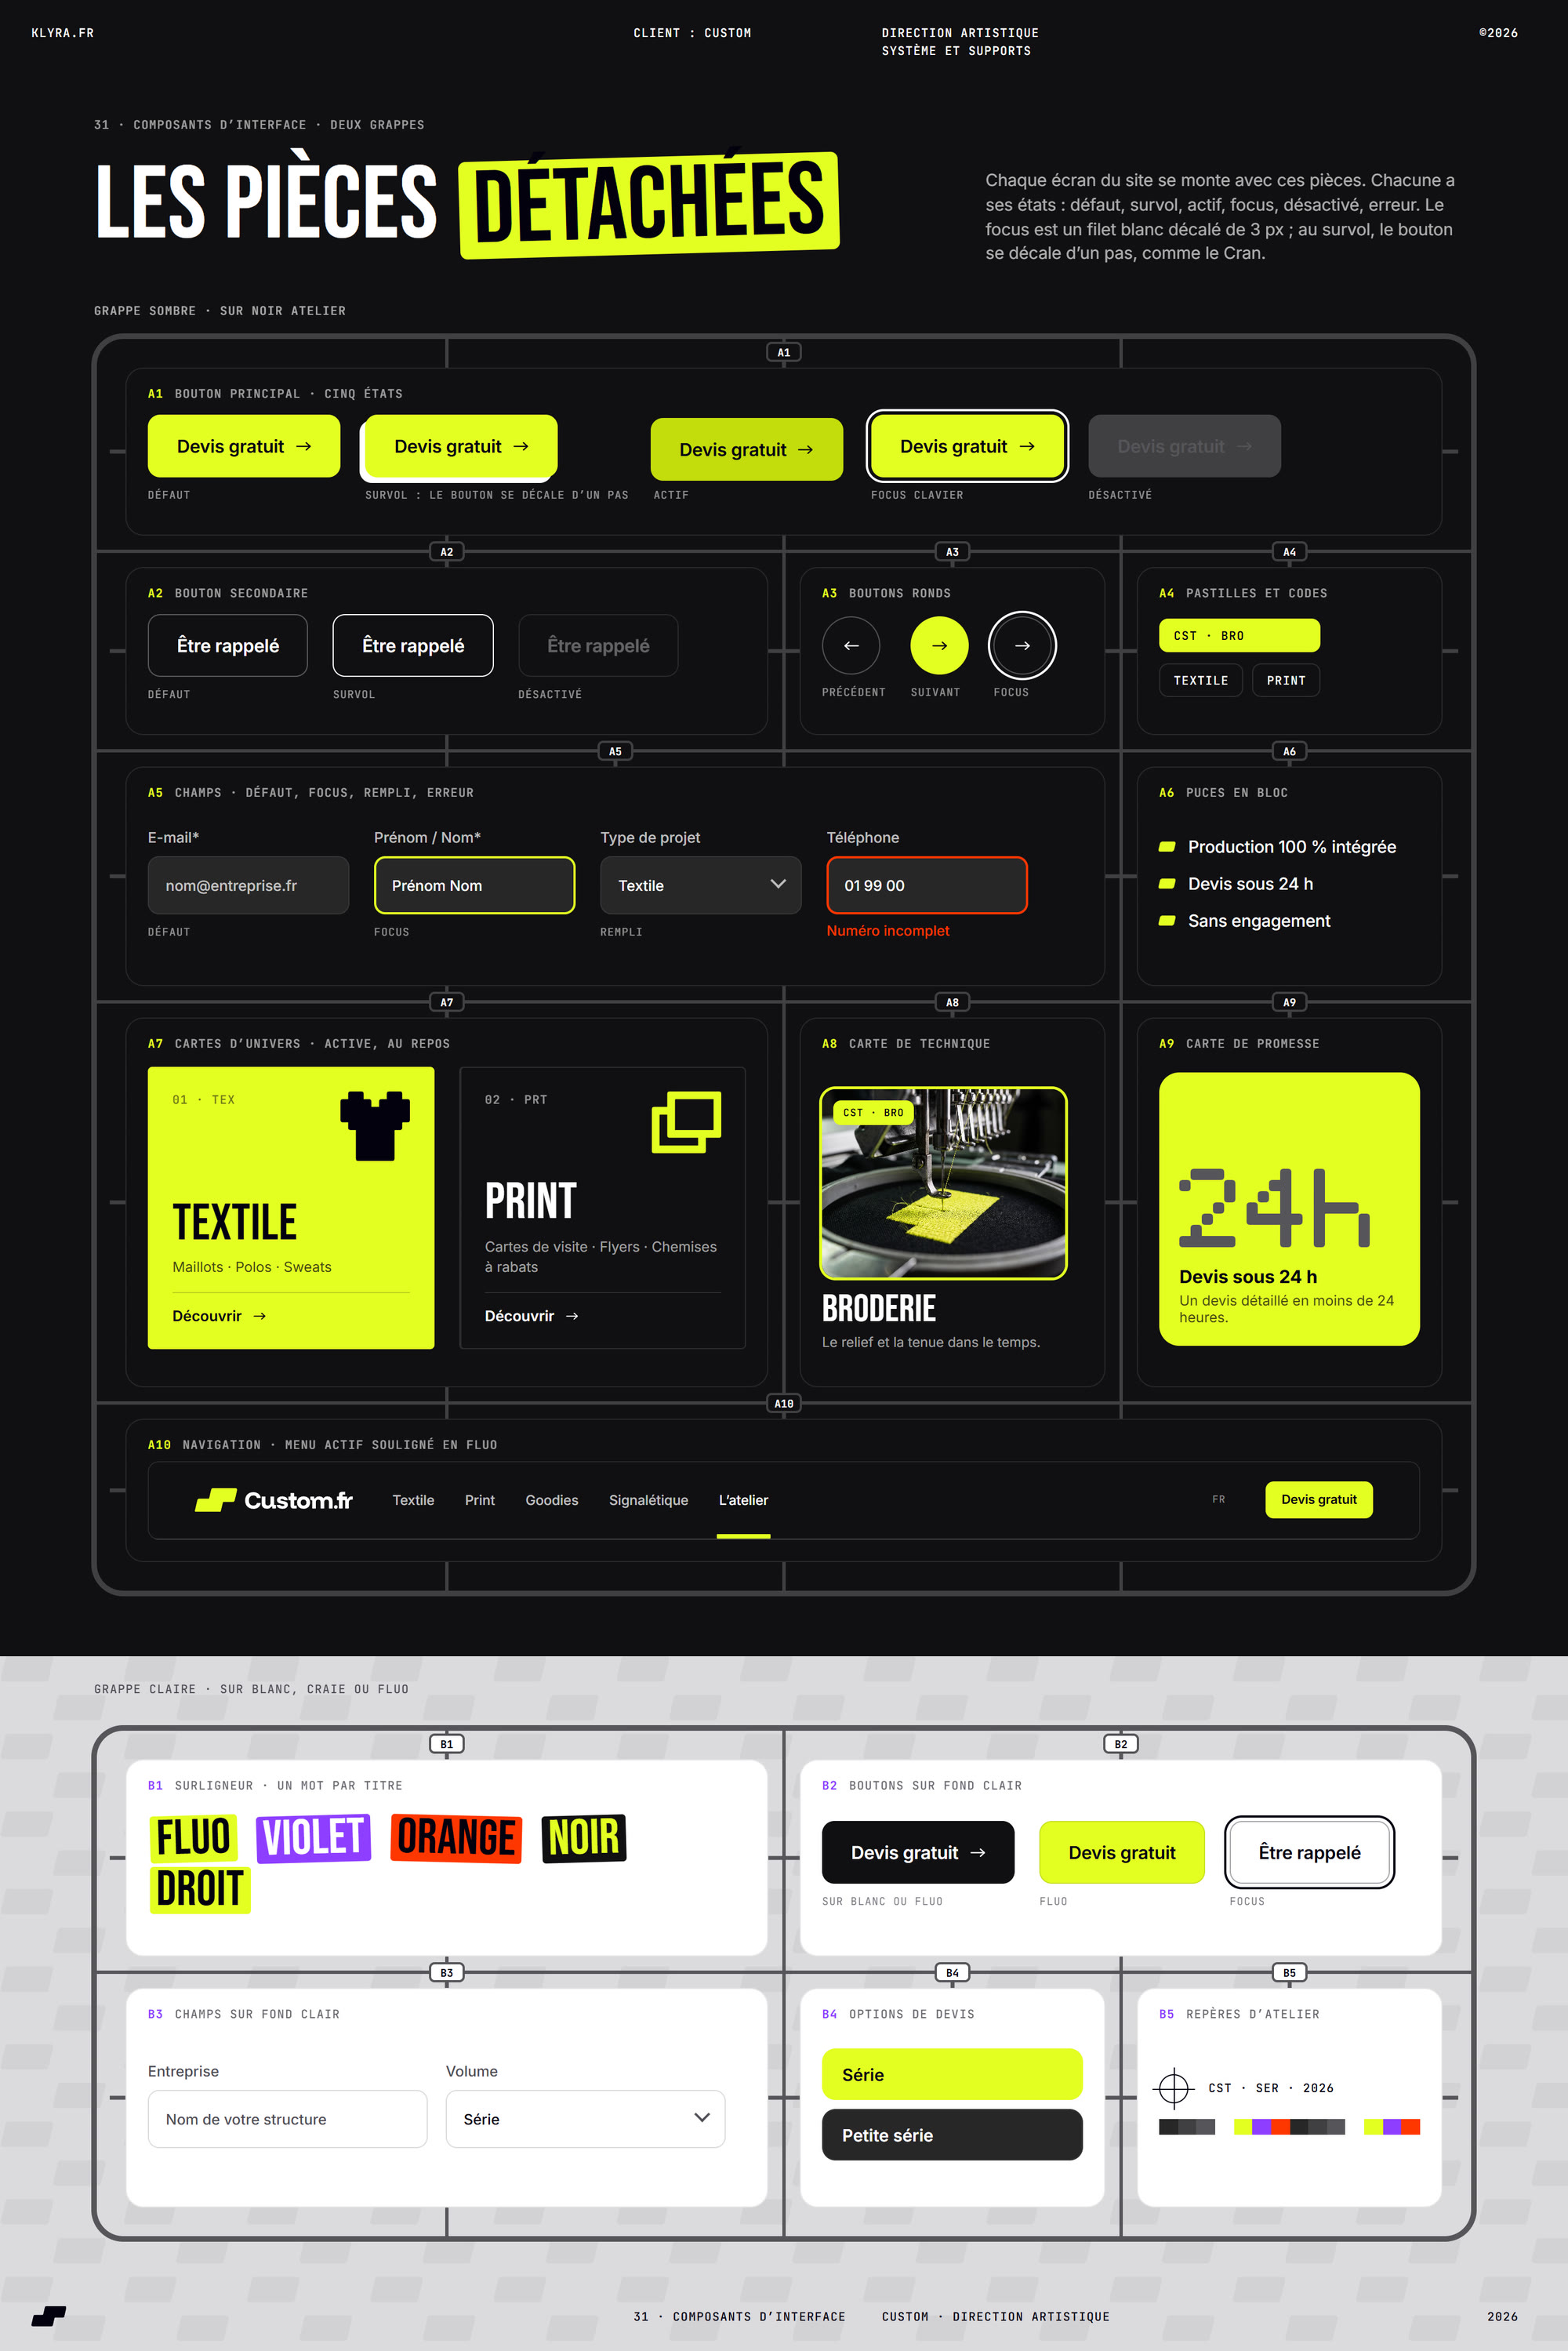 KLYRA.FR
CLIENT : CUSTOM
DIRECTION ARTISTIQUE
SYSTÈME ET SUPPORTS
©2026
31 · COMPOSANTS D’INTERFACE · DEUX GRAPPES
LES PIÈCES DÉTACHÉES
Chaque écran du site se monte avec ces pièces. Chacune a
ses états : défaut, survol, actif, focus, désactivé, erreur. Le
focus est un filet blanc décalé de 3 px ; au survol, le bouton
se décale d’un pas, comme le Cran.
GRAPPE SOMBRE · SUR NOIR ATELIER
A1
A1 BOUTON PRINCIPAL · CINQ ÉTATS
Devis gratuit →
Devis gratuit →
Devis gratuit →
Devis gratuit →
Devis gratuit →
DÉFAUT
SURVOL : LE BOUTON SE DÉCALE D’UN PAS
ACTIF
FOCUS CLAVIER
DÉSACTIVÉ
A2
A3
A4
A2 BOUTON SECONDAIRE
Être rappelé
Être rappelé
Être rappelé
DÉFAUT
SURVOL
DÉSACTIVÉ
A3 BOUTONS RONDS
← → →
PRÉCÉDENT
SUIVANT
FOCUS
A4 PASTILLES ET CODES
CST · BRO
TEXTILE
PRINT
A5
A6
A5 CHAMPS · DÉFAUT, FOCUS, REMPLI, ERREUR
E-mail*
Prénom / Nom*
Type de projet
Téléphone
nom@entreprise.fr
Prénom Nom
Textile
01 99 00
DÉFAUT
FOCUS
REMPLI
Numéro incomplet
A6 PUCES EN BLOC
Production 100 % intégrée
Devis sous 24 h
Sans engagement
A7
A8
A9
A7 CARTES D’UNIVERS · ACTIVE, AU REPOS
01 · TEX
TEXTILE
Maillots · Polos · Sweats
Découvrir →
02 · PRT
PRINT
Cartes de visite · Flyers · Chemises
à rabats
Découvrir →
A8 CARTE DE TECHNIQUE
CST · BRO
BRODERIE
Le relief et la tenue dans le temps.
A9 CARTE DE PROMESSE
24h
Devis sous 24 h
Un devis détaillé en moins de 24
heures.
A10
A10 NAVIGATION · MENU ACTIF SOULIGNÉ EN FLUO
Custom.fr
Textile
Print
Goodies
Signalétique
L’atelier
FR
Devis gratuit
GRAPPE CLAIRE · SUR BLANC, CRAIE OU FLUO
B1
B2
B1 SURLIGNEUR · UN MOT PAR TITRE
FLUO VIOLET ORANGE NOIR
DROIT
B2 BOUTONS SUR FOND CLAIR
Devis gratuit →
Devis gratuit
Être rappelé
SUR BLANC OU FLUO
FLUO
FOCUS
B3
B4
B5
B3 CHAMPS SUR FOND CLAIR
Entreprise
Volume
Nom de votre structure
Série
B4 OPTIONS DE DEVIS
Série
Petite série
B5 REPÈRES D’ATELIER
CST · SER · 2026
31 · COMPOSANTS D’INTERFACE
CUSTOM · DIRECTION ARTISTIQUE
2026